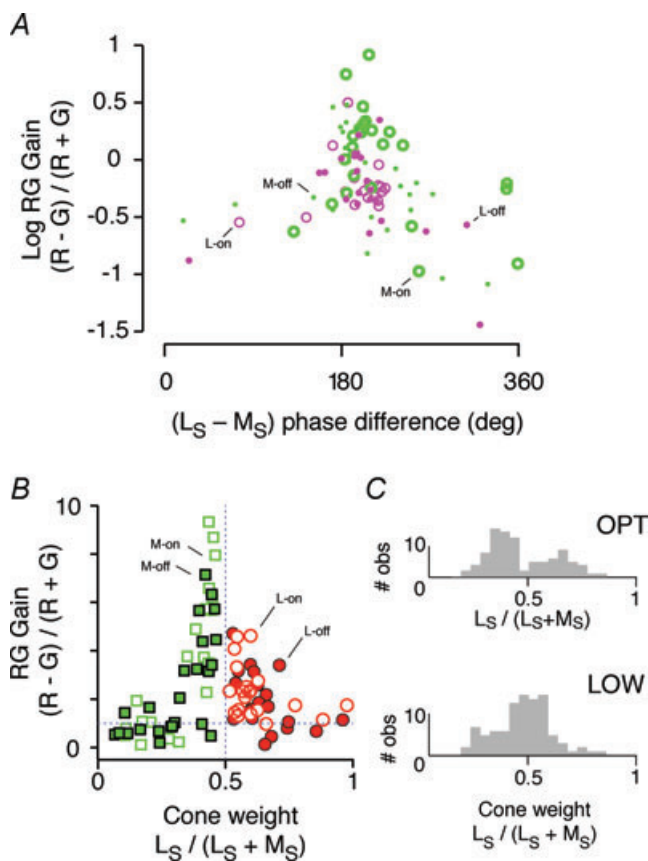 A
Log RG Gain
(R - G) / (R + G)
1
0.5
0
-0.5
-1
-1.5
M-off
L-on
L-off
M-on
0
180
360
(LS – MS) phase difference (deg)
B
RG Gain
(R - G) / (R + G)
10
0
M-on
M-off
L-on
L-off
0
0.5
1
Cone weight
LS / (LS + MS)
C
OPT
# obs
10
0.5
1
LS / (LS+MS)
LOW
# obs
10
0.5
1
Cone weight
LS / (LS + MS)